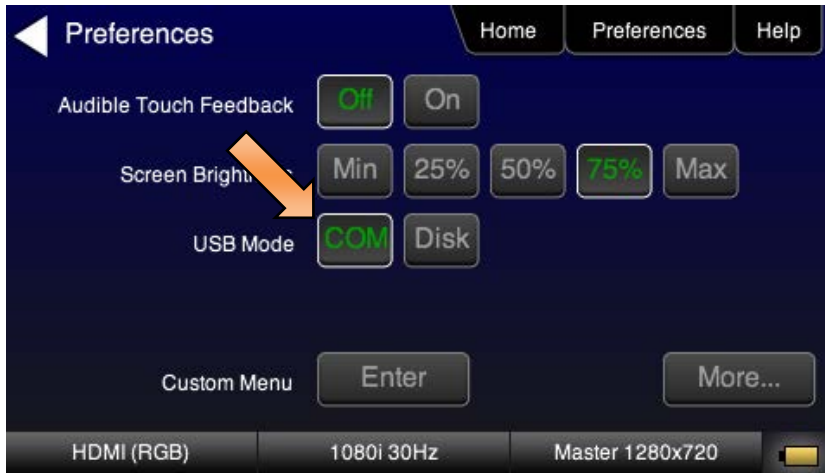 Preferences
Home Preferences Help
Audible Touch Feedback Off On
Screen Bright Min 25% 50% 75% Max
USB Mode COM Disk
Custom Menu Enter More...
HDMI (RGB) 1080i 30Hz Master 1280x720